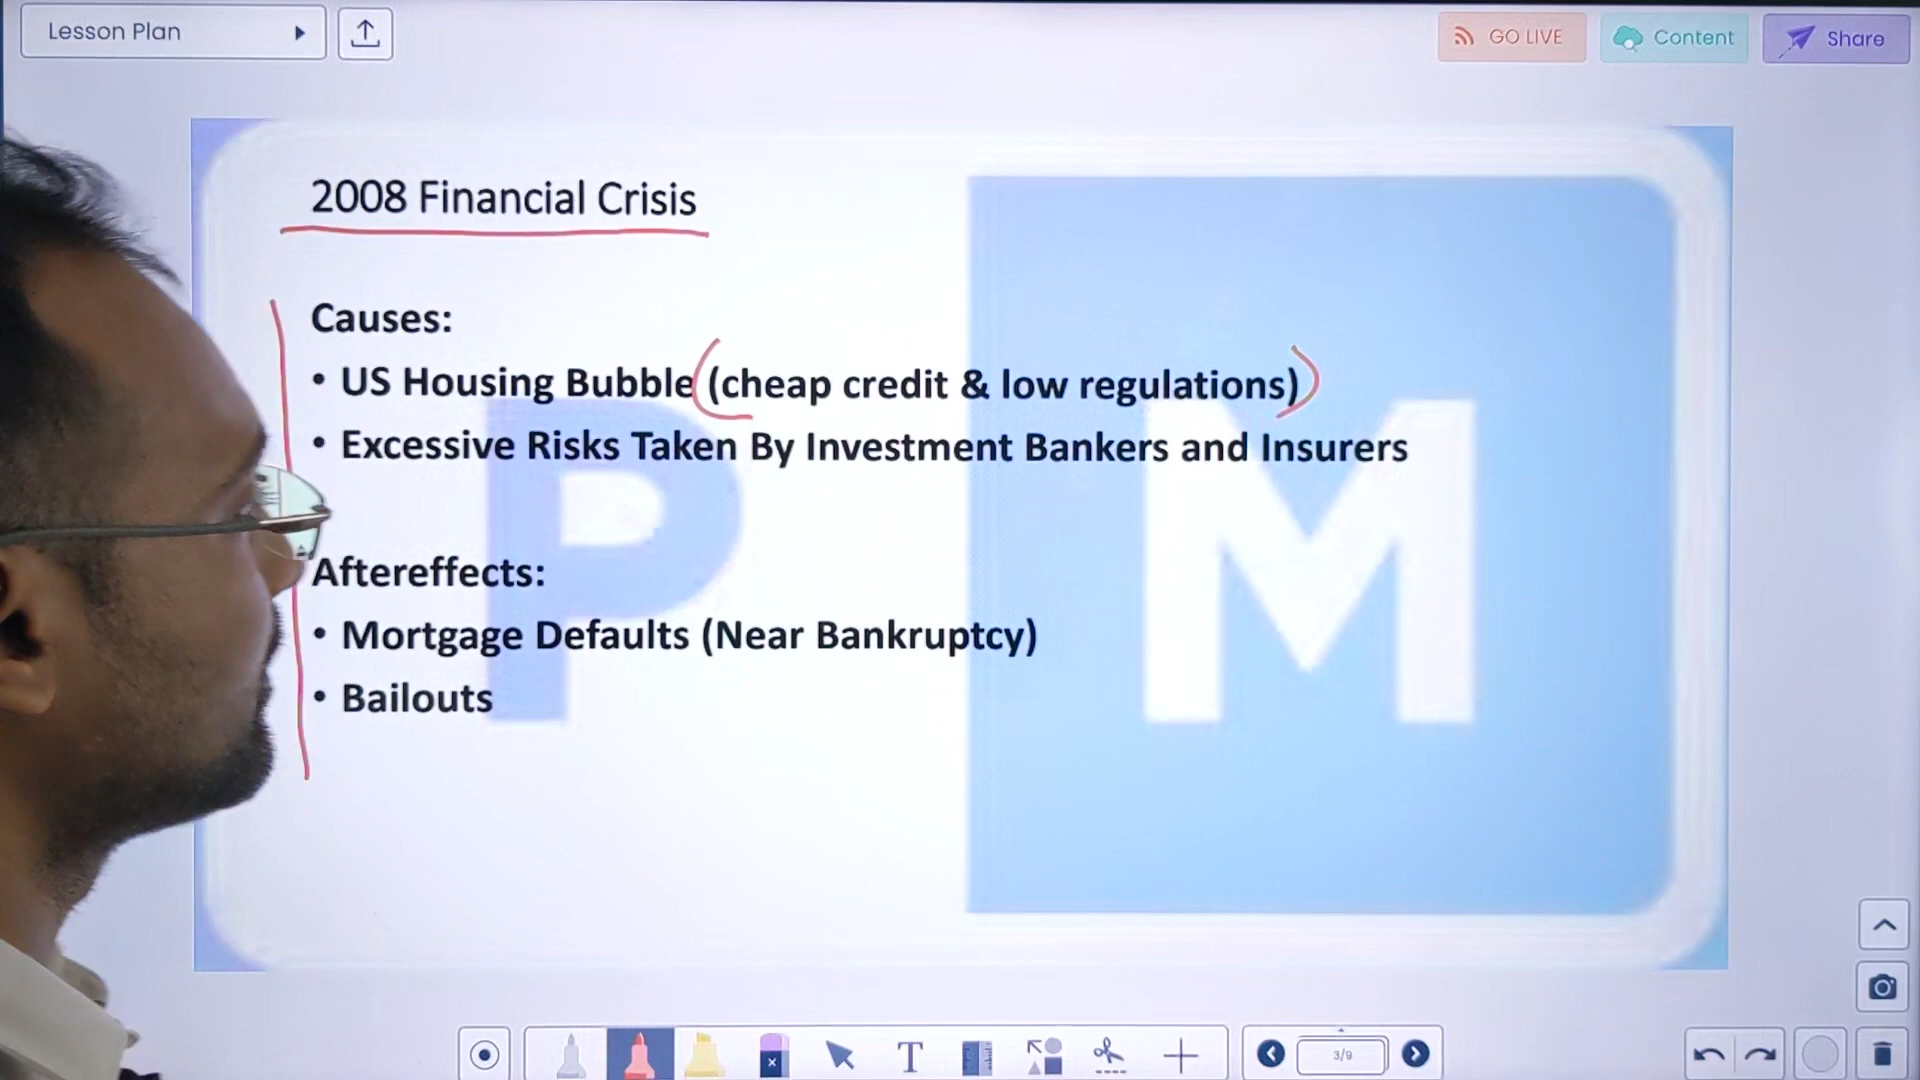 Lesson Plan
GO LIVE
Content
Share
2008 Financial Crisis
Causes:
• US Housing Bubble (cheap credit & low regulations)
• Excessive Risks Taken By Investment Bankers and Insurers
Aftereffects:
• Mortgage Defaults (Near Bankruptcy)
• Bailouts
P M
T
3/9